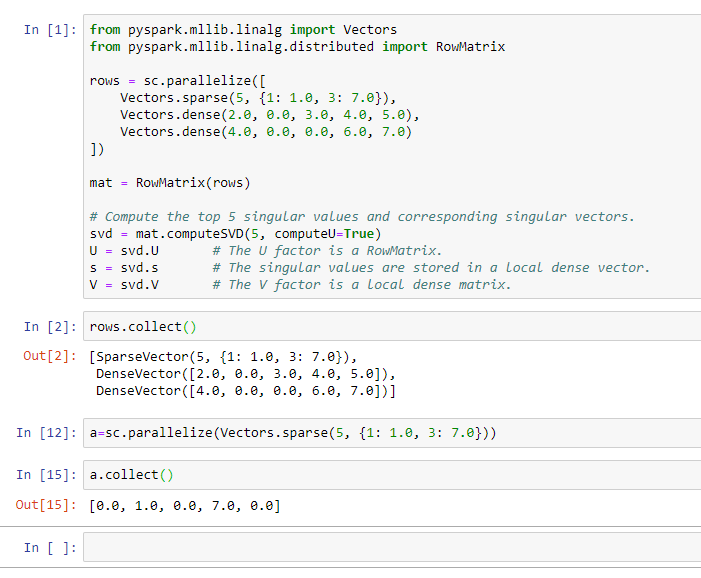 In [1]: from pyspark.mllib.linalg import Vectors
from pyspark.mllib.linalg.distributed import RowMatrix
rows = sc.parallelize([
    Vectors.sparse(5, {1: 1.0, 3: 7.0}),
    Vectors.dense(2.0, 0.0, 3.0, 4.0, 5.0),
    Vectors.dense(4.0, 0.0, 0.0, 6.0, 7.0)
])
mat = RowMatrix(rows)
# Compute the top 5 singular values and corresponding singular vectors.
svd = mat.computeSVD(5, computeU=True)
U = svd.U       # The U factor is a RowMatrix.
s = svd.s       # The singular values are stored in a local dense vector.
V = svd.V       # The V factor is a local dense matrix.
In [2]: rows.collect()
Out[2]: [SparseVector(5, {1: 1.0, 3: 7.0}),
 DenseVector([2.0, 0.0, 3.0, 4.0, 5.0]),
 DenseVector([4.0, 0.0, 0.0, 6.0, 7.0])]
In [12]: a=sc.parallelize(Vectors.sparse(5, {1: 1.0, 3: 7.0}))
In [15]: a.collect()
Out[15]: [0.0, 1.0, 0.0, 7.0, 0.0]
In [ ]: